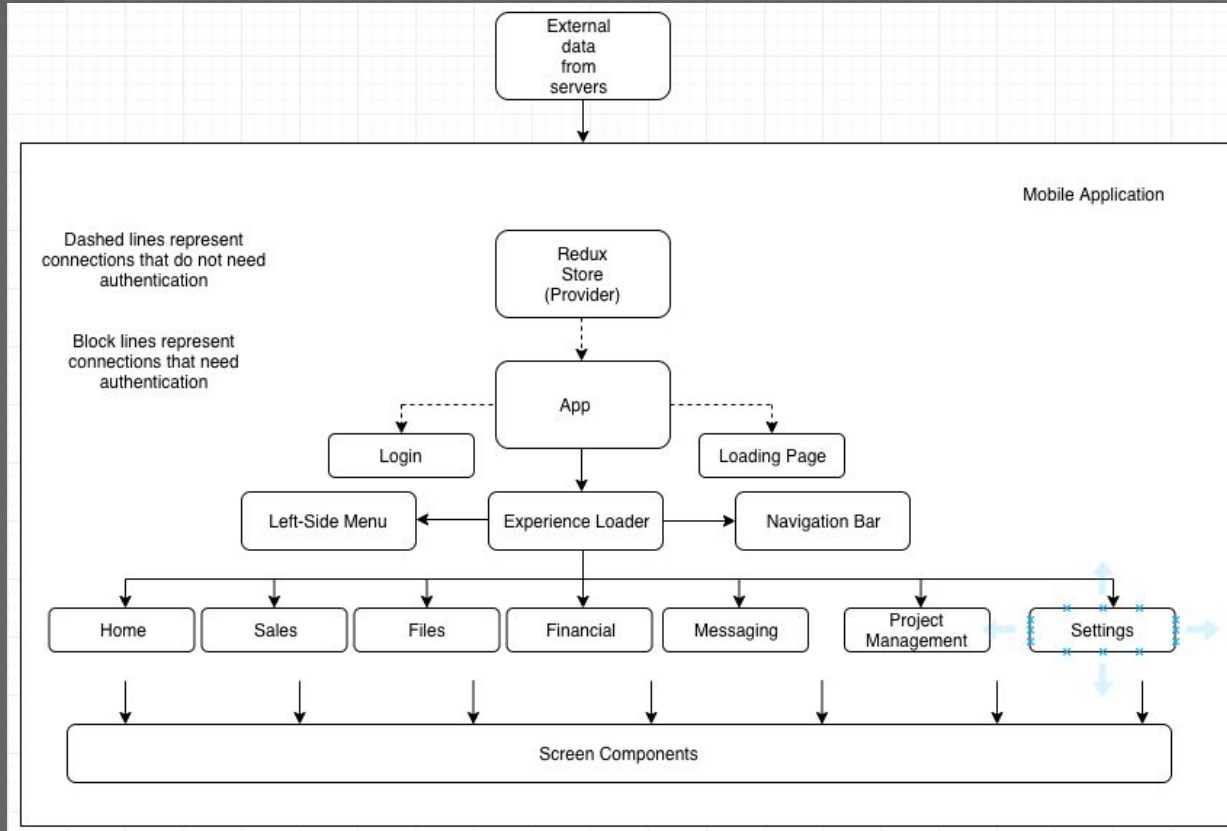 External
data
from
servers
Mobile Application
Dashed lines represent
connections that do not need
authentication
Block lines represent
connections that need
authentication
Redux
Store
(Provider)
App
Login
Loading Page
Left-Side Menu
Experience Loader
Navigation Bar
Home
Sales
Files
Financial
Messaging
Project
Management
Settings
Screen Components